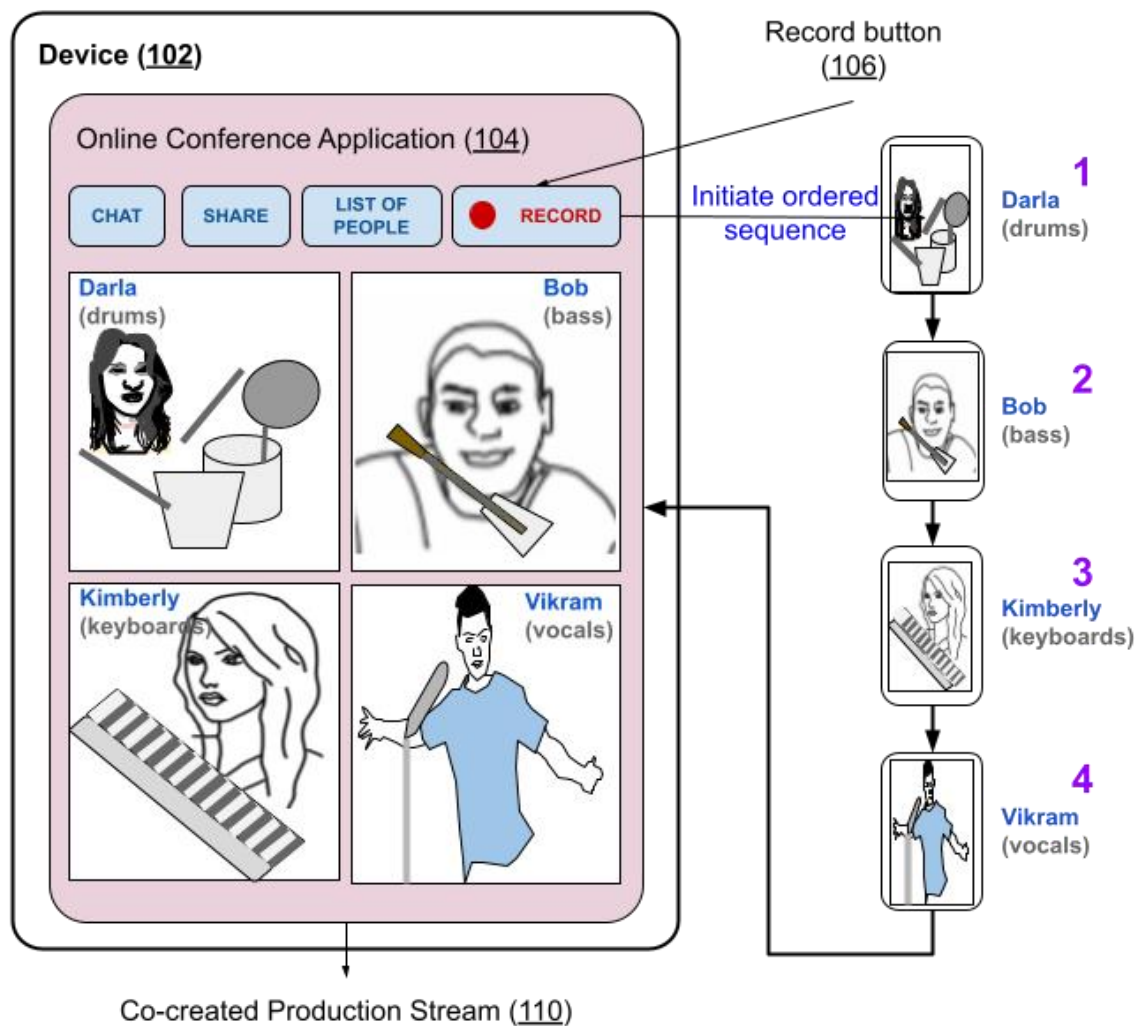 Device (102)
Record button
(106)
Online Conference Application (104)
CHAT
SHARE
LIST OF
PEOPLE
RECORD
Initiate ordered
sequence
1
Darla
(drums)
Darla
(drums)
Bob
(bass)
2
Bob
(bass)
Kimberly
(keyboards)
Vikram
(vocals)
3
Kimberly
(keyboards)
4
Vikram
(vocals)
Co-created Production Stream (110)